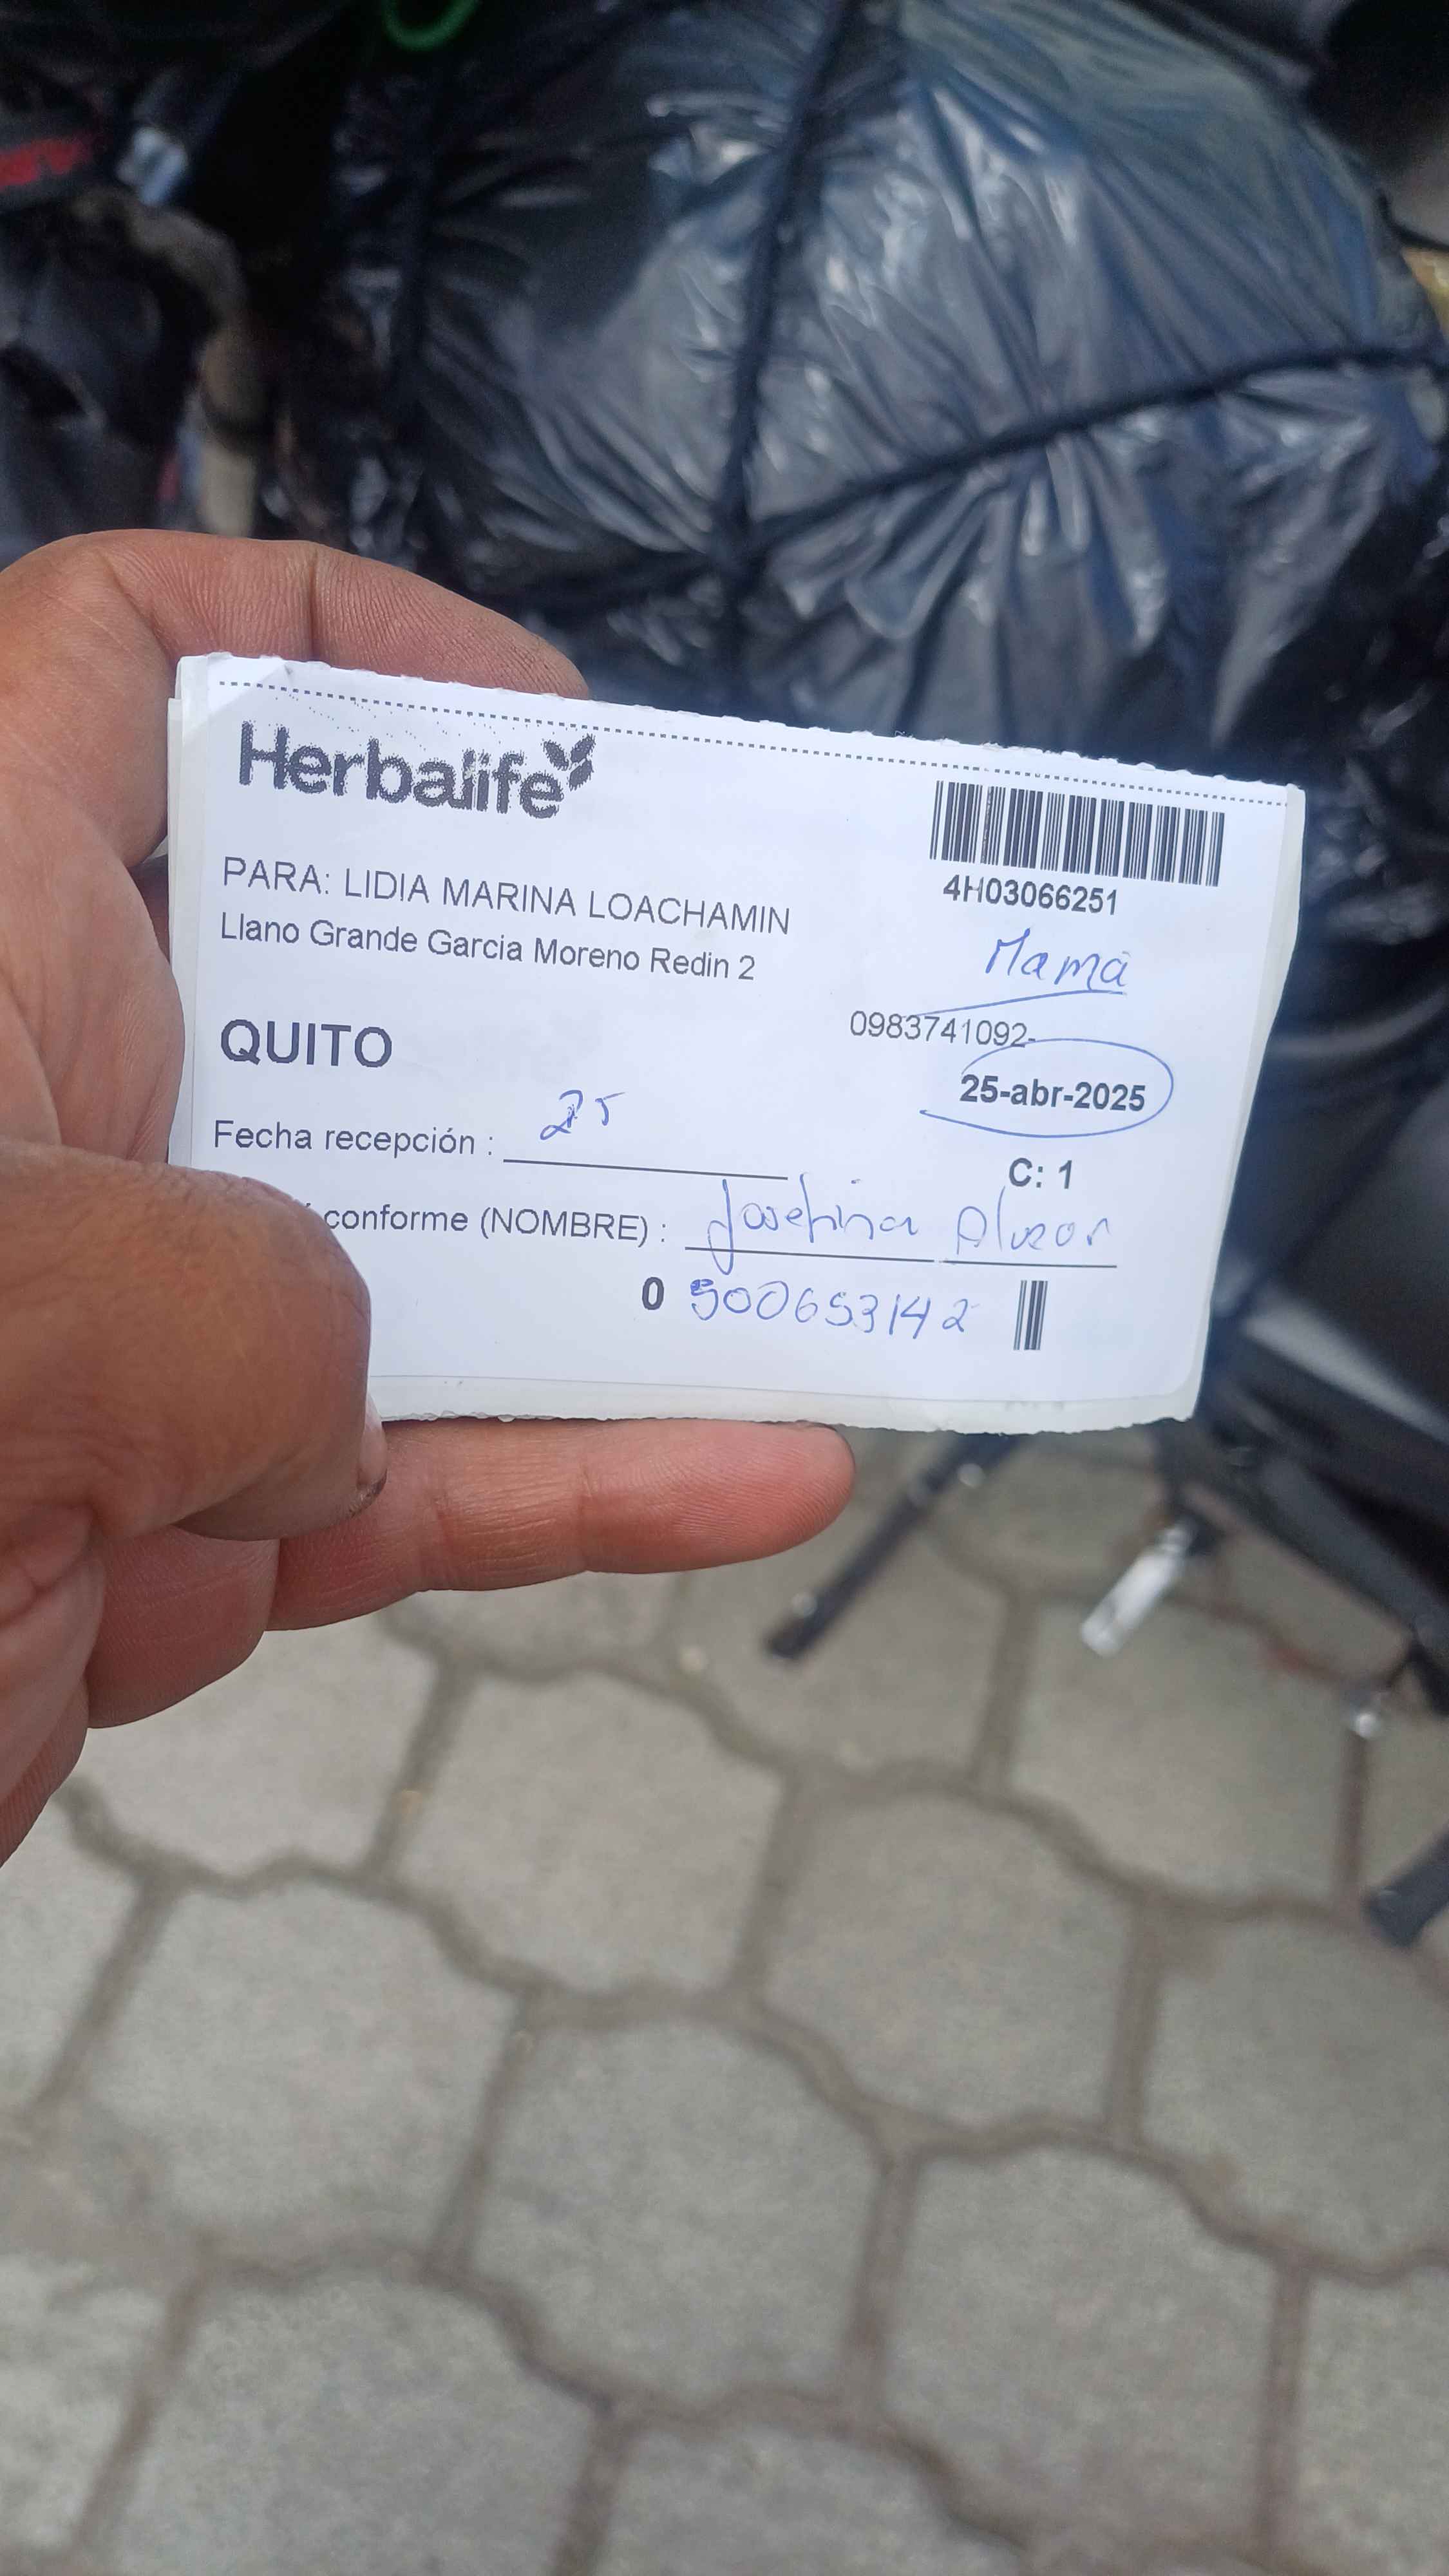 Herbalife
4H03066251
PARA: LIDIA MARINA LOACHAMIN
Llano Grande Garcia Moreno Redin 2
Mamá
0983741092-
QUITO
25-abr-2025
Fecha recepción : 25
C: 1
conforme (NOMBRE) : Josefina
0 500653142